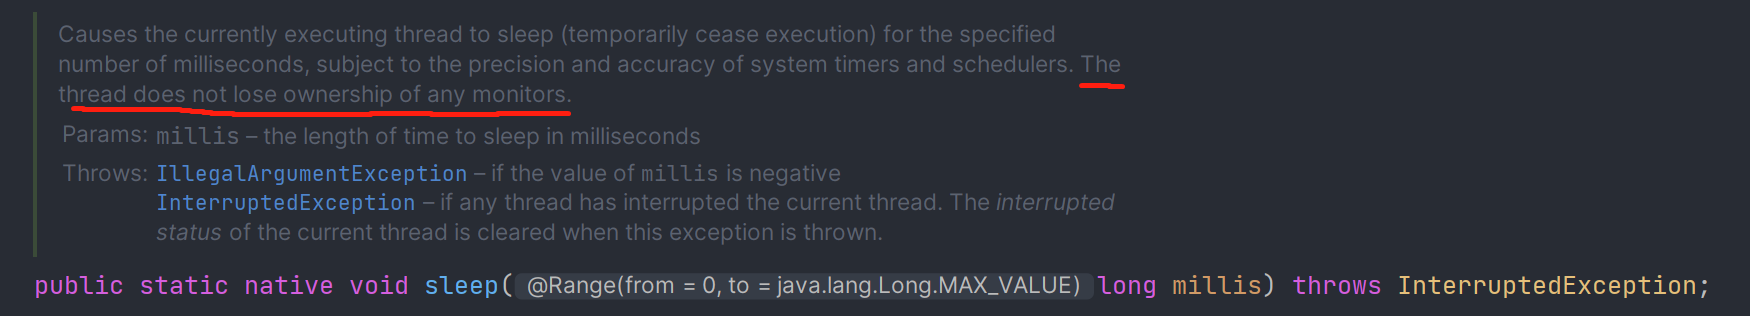 Causes the currently executing thread to sleep (temporarily cease execution) for the specified
number of milliseconds, subject to the precision and accuracy of system timers and schedulers. The
thread does not lose ownership of any monitors.
Params: millis – the length of time to sleep in milliseconds
Throws: IllegalArgumentException – if the value of millis is negative
InterruptedException – if any thread has interrupted the current thread. The interrupted
status of the current thread is cleared when this exception is thrown.
public static native void sleep( @Range(from = 0, to = java.lang.Long.MAX_VALUE) long millis) throws InterruptedException;